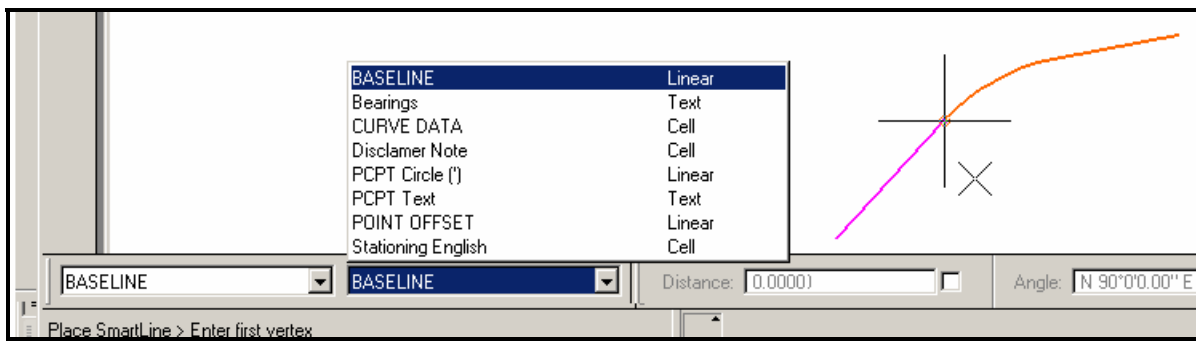 BASELINE Linear
Bearings Text
CURVE DATA Cell
Disclamer Note Cell
PCPT Circle (') Linear
PCPT Text Text
POINT OFFSET Linear
Stationing English Cell
BASELINE BASELINE Distance: 0.0000) Angle: N 90°0'0.00" E
Place SmartLine > Enter first vertex